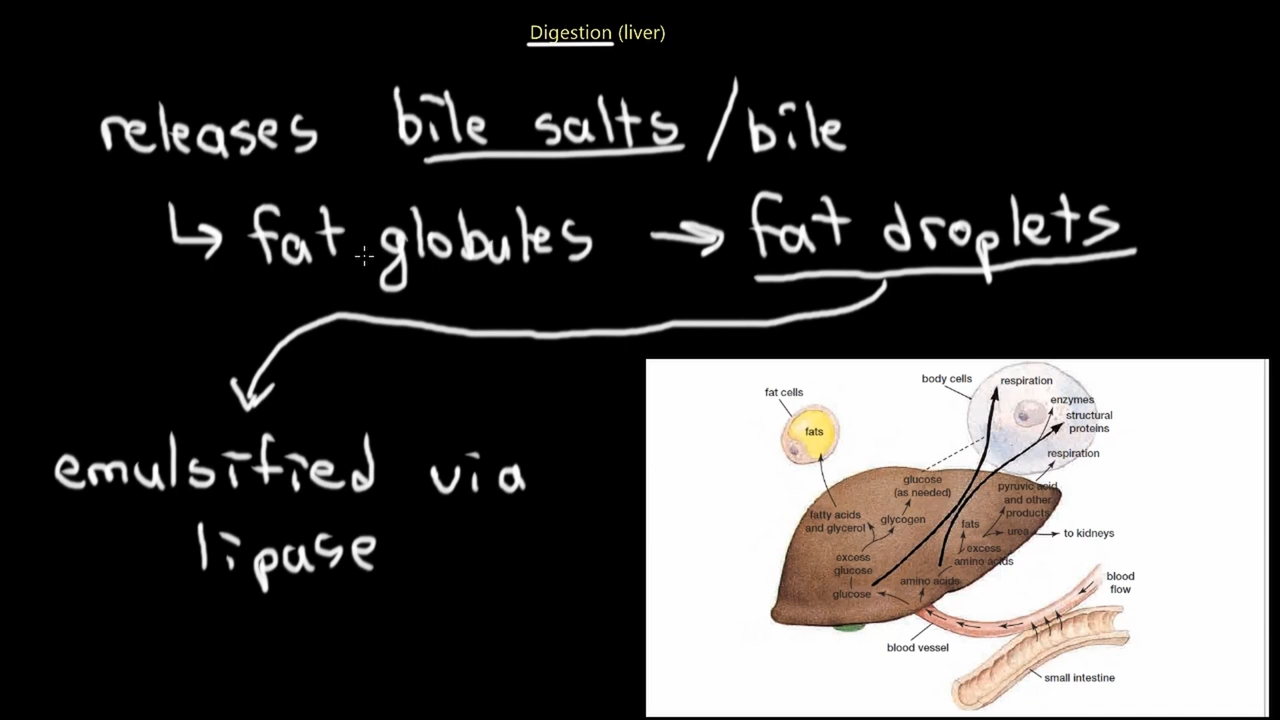 Digestion (liver)
releases bile salts / bile
↳ fat globules → fat droplets
emulsified via
lipase
fat cells
fats
body cells
respiration
enzymes
structural
proteins
respiration
glucose
(as needed)
pyruvic acid
and other
products
fatty acids
and glycerol
glycogen
fats
urea
to kidneys
excess
glucose
excess
amino acids
glucose
amino acids
blood
flow
blood vessel
small intestine